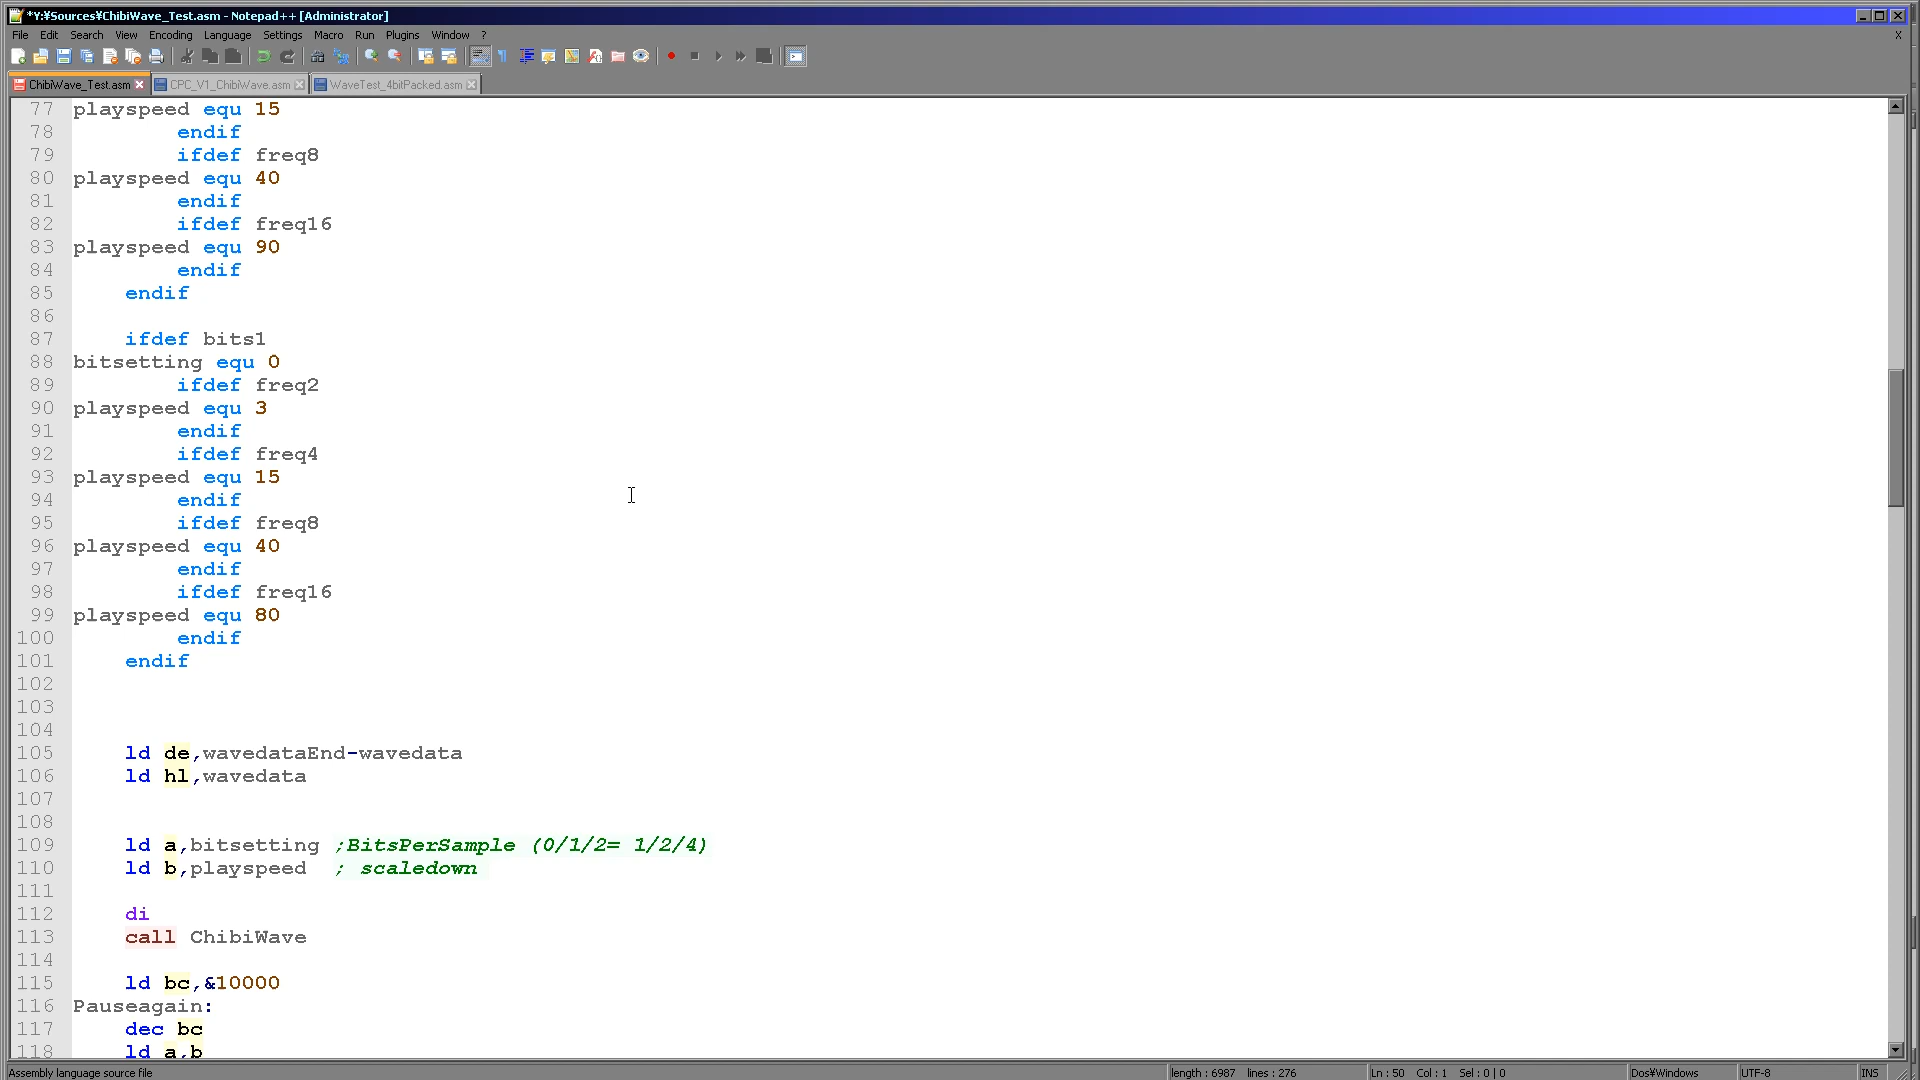 *Y:¥Sources¥ChibiWave_Test.asm - Notepad++ [Administrator]
File Edit Search View Encoding Language Settings Macro Run Plugins Window ? X
ChibiWave_Test.asm CPC_V1_ChibiWave.asm WaveTest_4bitPacked.asm
77 playspeed equ 15
78 endif
79 ifdef freq8
80 playspeed equ 40
81 endif
82 ifdef freq16
83 playspeed equ 90
84 endif
85 endif
86
87 ifdef bits1
88 bitsetting equ 0
89 ifdef freq2
90 playspeed equ 3
91 endif
92 ifdef freq4
93 playspeed equ 15
94 endif
95 ifdef freq8
96 playspeed equ 40
97 endif
98 ifdef freq16
99 playspeed equ 80
100 endif
101 endif
102
103
104
105 ld de,wavedataEnd-wavedata
106 ld hl,wavedata
107
108
109 ld a,bitsetting ;BitsPerSample (0/1/2= 1/2/4)
110 ld b,playspeed ; scaledown
111
112 di
113 call ChibiWave
114
115 ld bc,&10000
116 Pauseagain:
117 dec bc
118 ld a,b
Assembly language source file length : 6987 lines : 276 Ln : 50 Col : 1 Sel : 0 | 0 Dos¥Windows UTF-8 INS